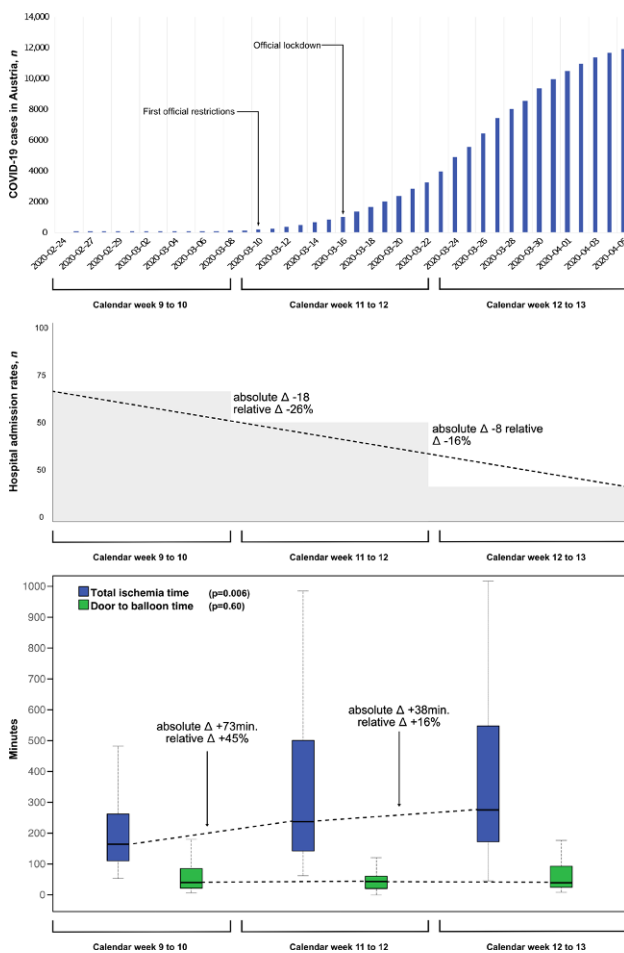 14,000
12,000
10,000
8000
6000
4000
2000
0
COVID-19 cases in Austria, n
Official lockdown
First official restrictions
2020-02-24
2020-02-27
2020-02-29
2020-03-02
2020-03-04
2020-03-06
2020-03-08
2020-03-10
2020-03-12
2020-03-14
2020-03-16
2020-03-18
2020-03-20
2020-03-22
2020-03-24
2020-03-26
2020-03-28
2020-03-30
2020-04-01
2020-04-03
2020-04-05
Calendar week 9 to 10
Calendar week 11 to 12
Calendar week 12 to 13
100
75
50
50
0
Hospital admission rates, n
absolute Δ -18
relative Δ -26%
absolute Δ -8 relative
Δ -16%
Calendar week 9 to 10
Calendar week 11 to 12
Calendar week 12 to 13
1000
900
800
700
600
500
400
300
200
100
0
Minutes
Total ischemia time (p=0.006)
Door to balloon time (p=0.60)
absolute Δ +73min.
relative Δ +45%
absolute Δ +38min.
relative Δ +16%
Calendar week 9 to 10
Calendar week 11 to 12
Calendar week 12 to 13